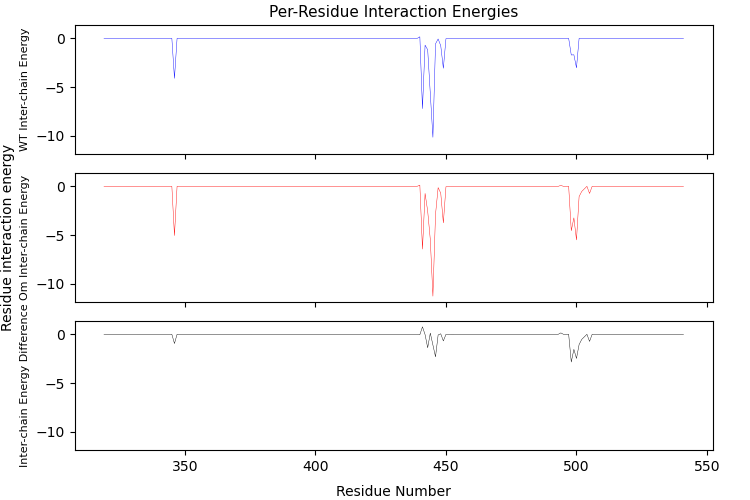 Per-Residue Interaction Energies
Residue interaction energy
WT Inter-chain Energy
0
−5
−10
Om Inter-chain Energy
0
−5
−10
Inter-chain Energy Difference
0
−5
−10
350
400
450
500
550
Residue Number